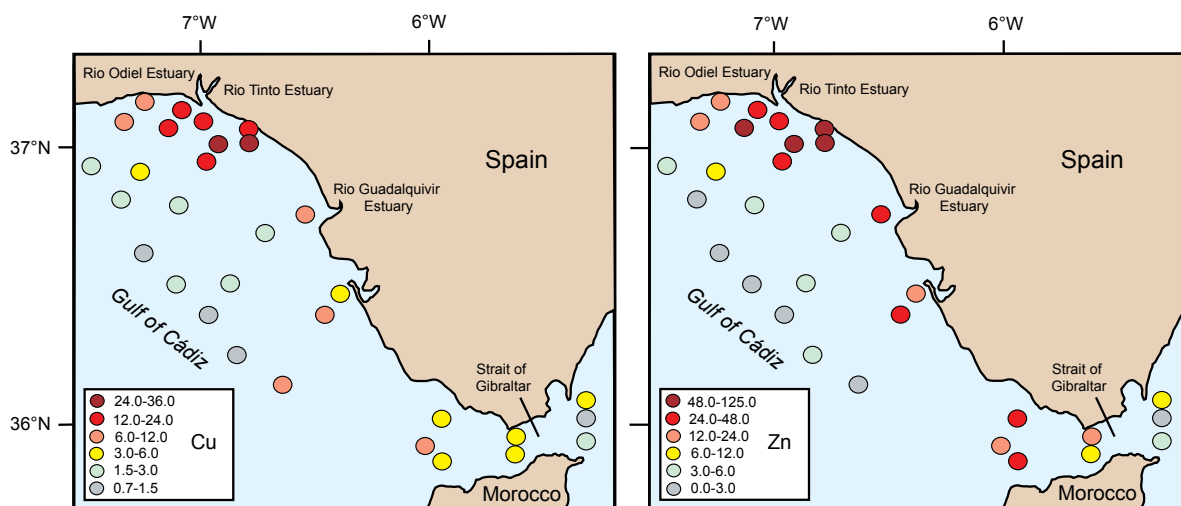 7°W
6°W
Rio Odiel Estuary
Rio Tinto Estuary
37°N
Spain
Rio Guadalquivir
Estuary
Gulf of Cádiz
Strait of
Gibraltar
36°N
24.0-36.0
12.0-24.0
6.0-12.0
3.0-6.0
1.5-3.0
0.7-1.5
Cu
Morocco
7°W
6°W
Rio Odiel Estuary
Rio Tinto Estuary
Spain
Rio Guadalquivir
Estuary
Gulf of Cádiz
Strait of
Gibraltar
48.0-125.0
24.0-48.0
12.0-24.0
6.0-12.0
3.0-6.0
0.0-3.0
Zn
Morocco